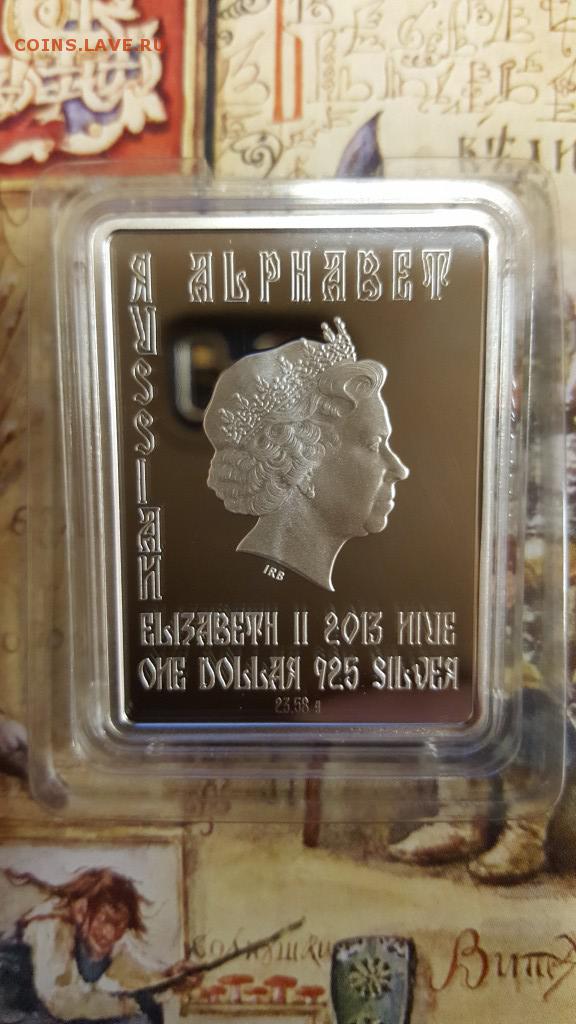 COINS.LAVE.RU
ALPHABET
RUSSIAN
IRB
ELIZABETH II 2013 NIUE
ONE DOLLAR 925 SILVER
23,58 g